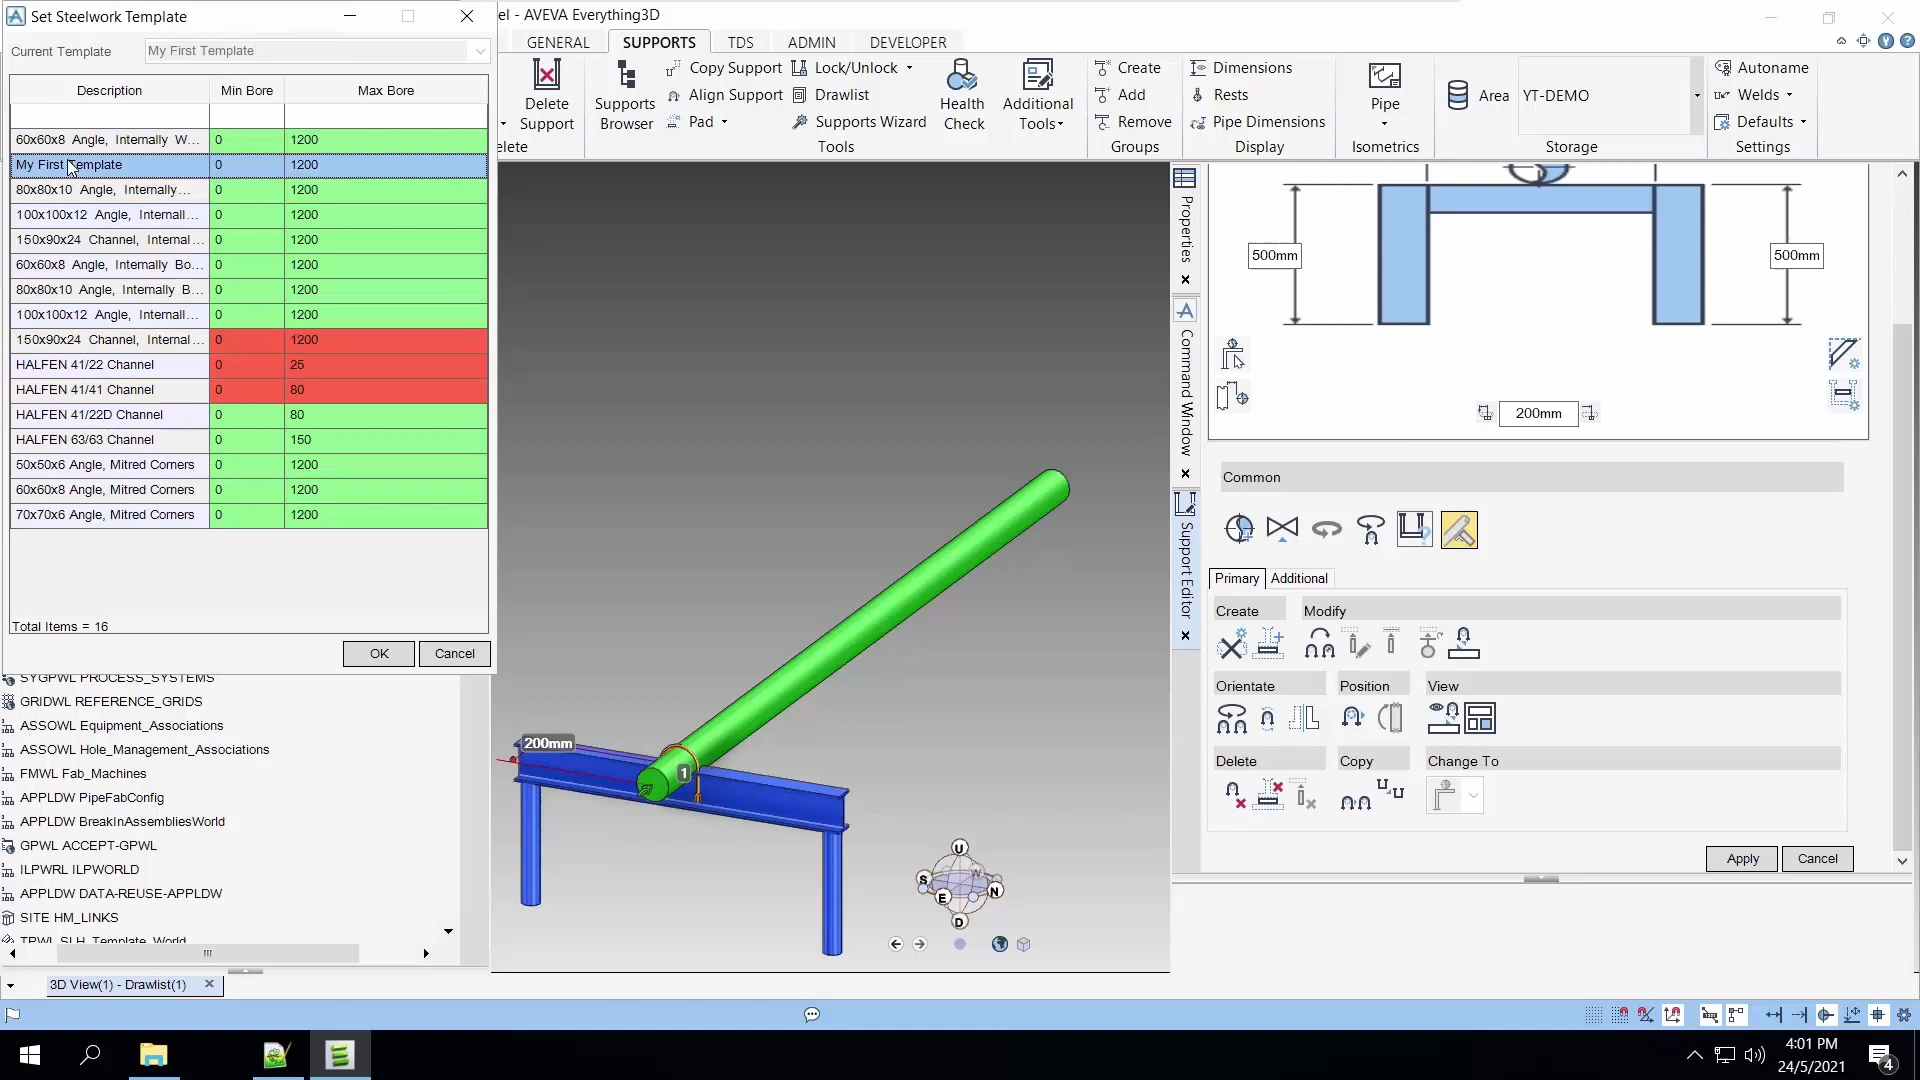 Set Steelwork Template
el - AVEVA Everything3D
Current Template
My First Template
GENERAL
SUPPORTS
TDS
ADMIN
DEVELOPER
Delete
Support
Supports
Browser
Copy Support
Align Support
Pad
Lock/Unlock
Drawlist
Supports Wizard
Health
Check
Additional
Tools
Create
Add
Remove
Dimensions
Rests
Pipe Dimensions
Pipe
Area
YT-DEMO
Autoname
Welds
Defaults
elete
Tools
Groups
Display
Isometrics
Storage
Settings
Description Min Bore Max Bore
60x60x8 Angle, Internally W... 0 1200
My First Template 0 1200
80x80x10 Angle, Internally... 0 1200
100x100x12 Angle, Internall... 0 1200
150x90x24 Channel, Internal... 0 1200
60x60x8 Angle, Internally Bo... 0 1200
80x80x10 Angle, Internally B... 0 1200
100x100x12 Angle, Internall... 0 1200
150x90x24 Channel, Internal... 0 1200
HALFEN 41/22 Channel 0 25
HALFEN 41/41 Channel 0 80
HALFEN 41/22D Channel 0 80
HALFEN 63/63 Channel 0 150
50x50x6 Angle, Mitred Corners 0 1200
60x60x8 Angle, Mitred Corners 0 1200
70x70x6 Angle, Mitred Corners 0 1200
Total Items = 16
OK
Cancel
SYGPWL PROCESS_SYSTEMS
GRIDWL REFERENCE_GRIDS
ASSOWL Equipment_Associations
ASSOWL Hole_Management_Associations
FMWL Fab_Machines
APPLDW PipeFabConfig
APPLDW BreakInAssembliesWorld
GPWL ACCEPT-GPWL
ILPWRL ILPWORLD
APPLDW DATA-REUSE-APPLDW
SITE HM_LINKS
TPWL SLH_Template_World
3D View(1) - Drawlist(1)
200mm
1
U
S
W
N
E
D
Properties
Command Window
Support Editor
500mm
500mm
200mm
Common
Primary
Additional
Create
Modify
Orientate
Position
View
Delete
Copy
Change To
Apply
Cancel
4:01 PM
24/5/2021
4